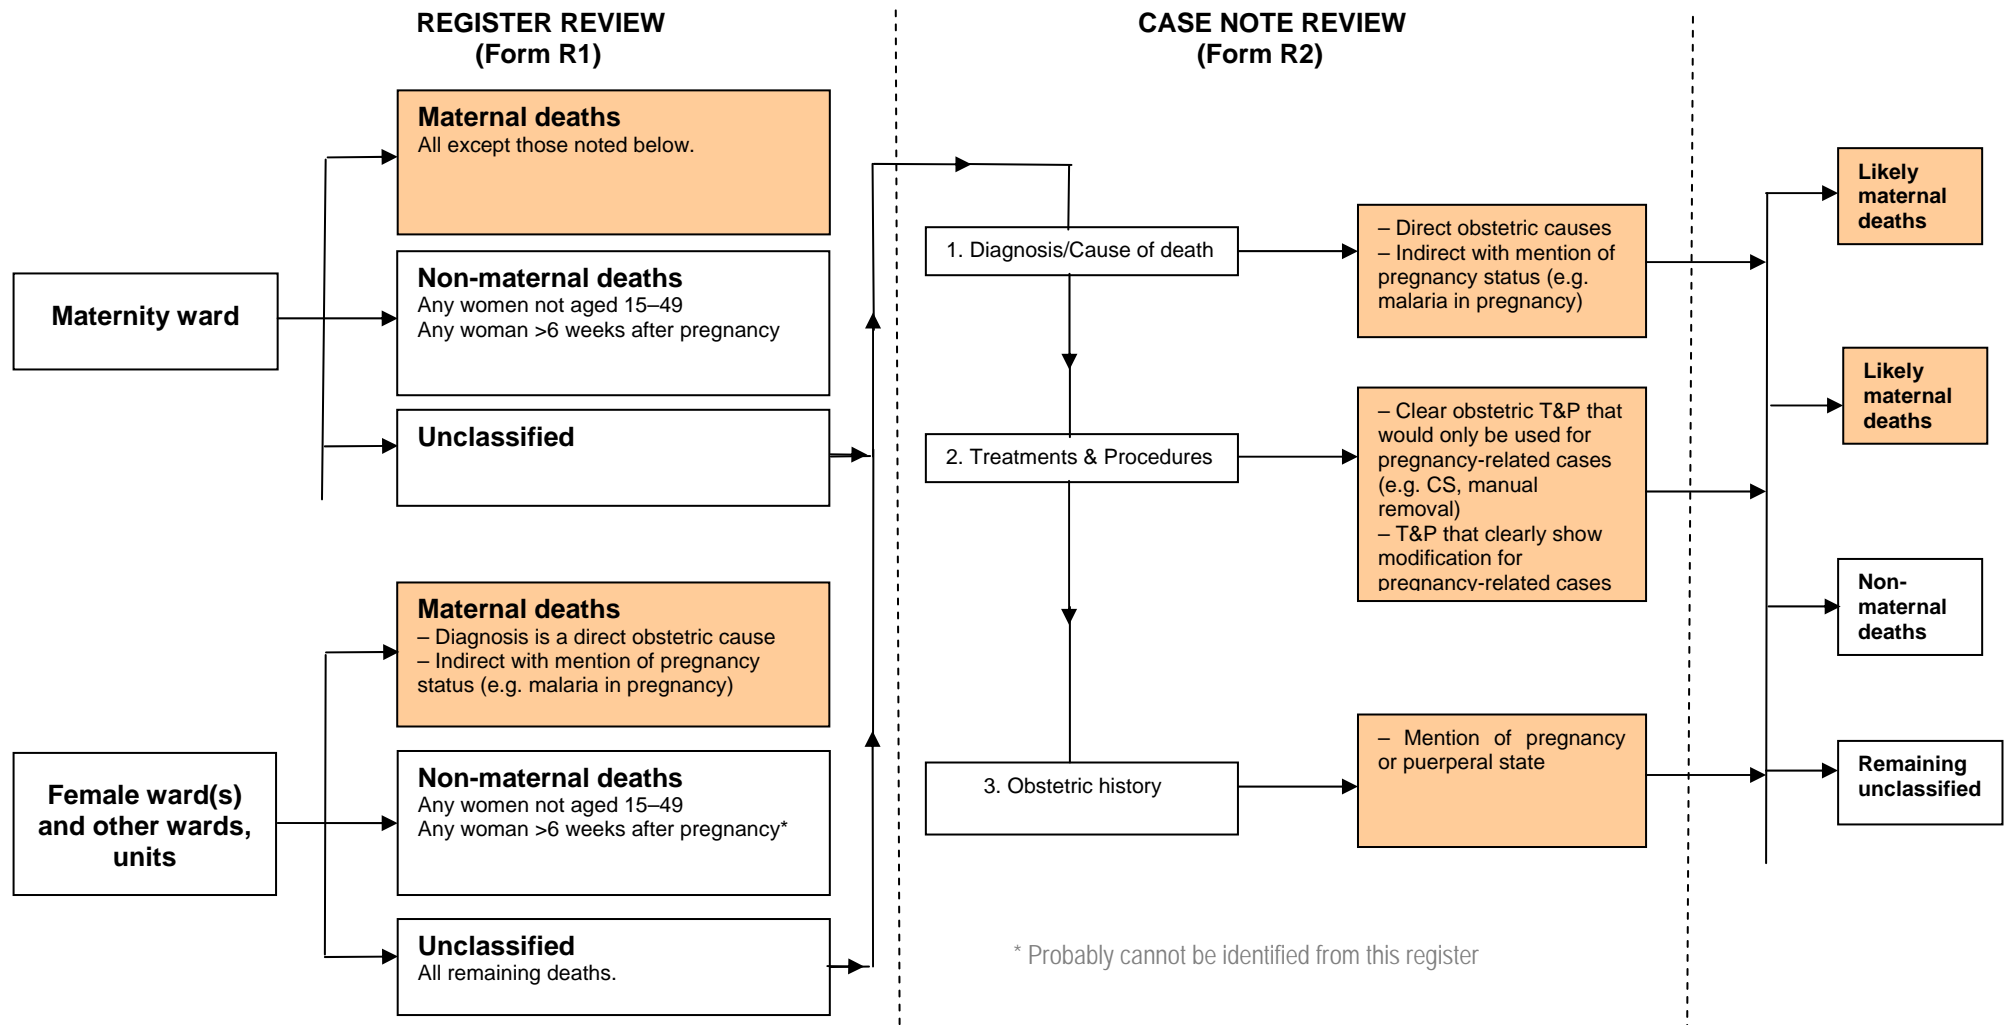 REGISTER REVIEW
(Form R1)
Maternal deaths
All except those noted below.
Maternity ward
Non-maternal deaths
Any women not aged 15–49
Any woman >6 weeks after pregnancy
Unclassified
Female ward(s)
and other wards,
units
Maternal deaths
– Diagnosis is a direct obstetric cause
– Indirect with mention of pregnancy
status (e.g. malaria in pregnancy)
Non-maternal deaths
Any women not aged 15–49
Any woman >6 weeks after pregnancy*
Unclassified
All remaining deaths.
CASE NOTE REVIEW
(Form R2)
1. Diagnosis/Cause of death
– Direct obstetric causes
– Indirect with mention of
pregnancy status (e.g.
malaria in pregnancy)
2. Treatments & Procedures
– Clear obstetric T&P that
would only be used for
pregnancy-related cases
(e.g. CS, manual
removal)
– T&P that clearly show
modification for
pregnancy-related cases
3. Obstetric history
– Mention of pregnancy
or puerperal state
* Probably cannot be identified from this register
Likely
maternal
deaths
Likely
maternal
deaths
Non-
maternal
deaths
Remaining
unclassified